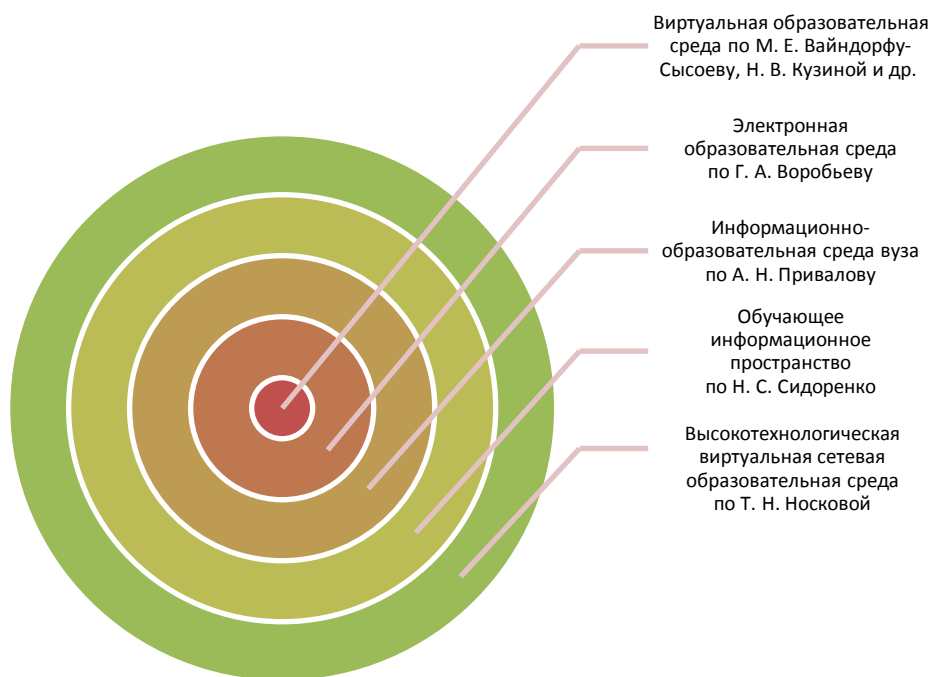 Виртуальная образовательная
среда по М. Е. Вайндорфу-
Сысоеву, Н. В. Кузиной и др.
Электронная
образовательная среда
по Г. А. Воробьеву
Информационно-
образовательная среда вуза
по А. Н. Привалову
Обучающее
информационное
пространство
по Н. С. Сидоренко
Высокотехнологическая
виртуальная сетевая
образовательная среда
по Т. Н. Носковой